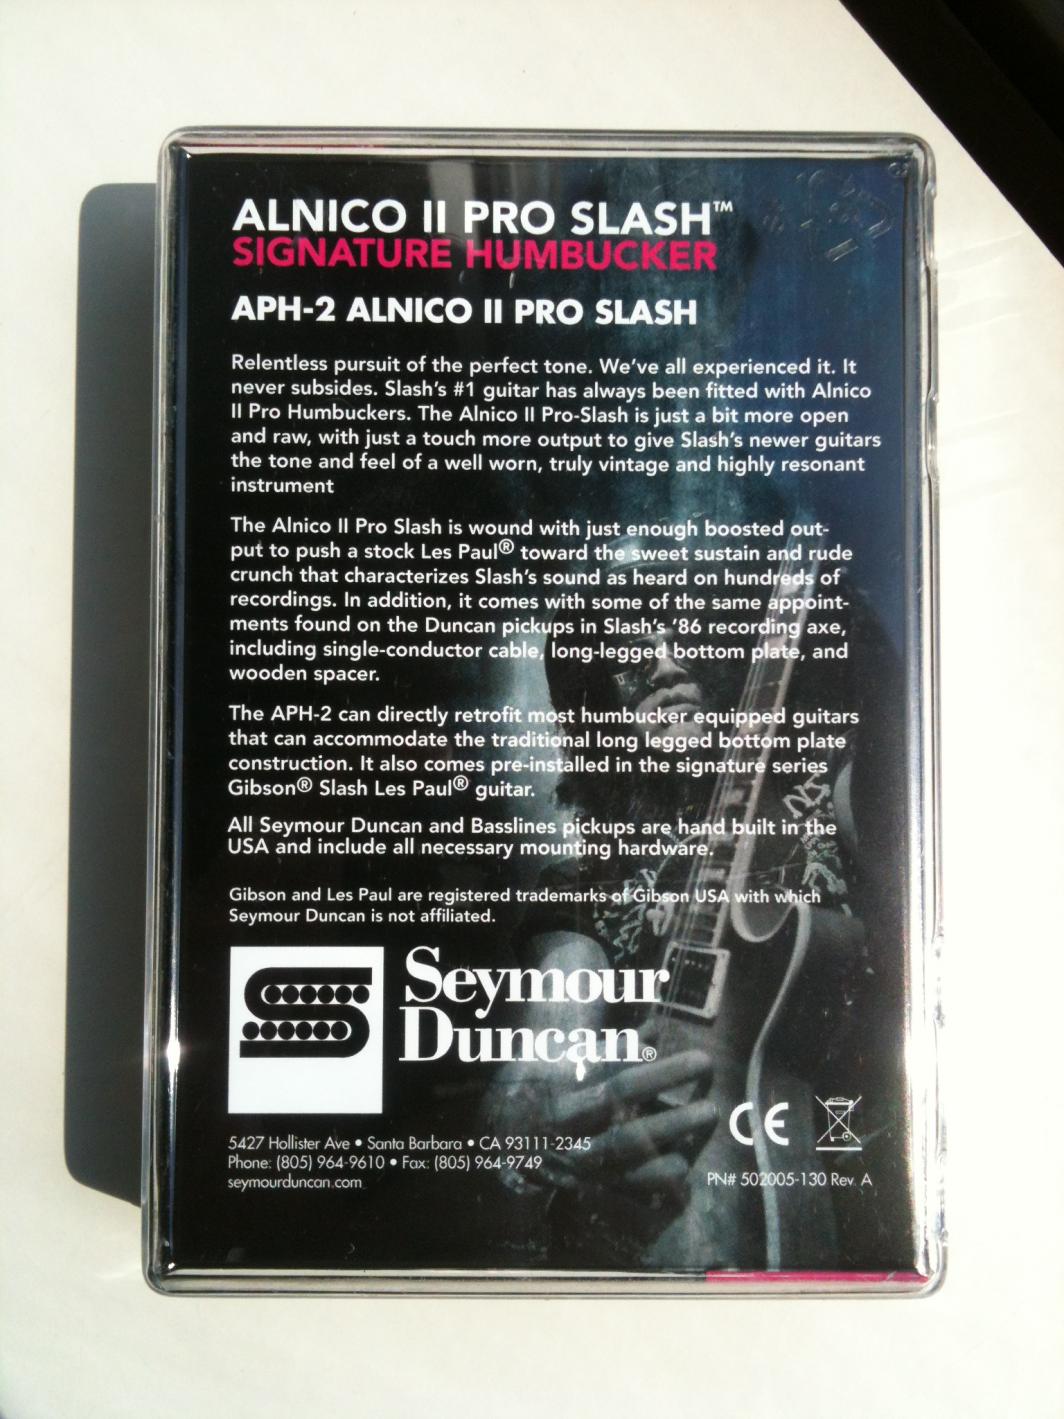 ALNICO II PRO SLASH™
SIGNATURE HUMBUCKER
APH-2 ALNICO II PRO SLASH
Relentless pursuit of the perfect tone. We've all experienced it. It
never subsides. Slash's #1 guitar has always been fitted with Alnico
II Pro Humbuckers. The Alnico II Pro-Slash is just a bit more open
and raw, with just a touch more output to give Slash's newer guitars
the tone and feel of a well worn, truly vintage and highly resonant
instrument
The Alnico II Pro Slash is wound with just enough boosted out-
put to push a stock Les Paul® toward the sweet sustain and rude
crunch that characterizes Slash's sound as heard on hundreds of
recordings. In addition, it comes with some of the same appoint-
ments found on the Duncan pickups in Slash's '86 recording axe,
including single-conductor cable, long-legged bottom plate, and
wooden spacer.
The APH-2 can directly retrofit most humbucker equipped guitars
that can accommodate the traditional long legged bottom plate
construction. It also comes pre-installed in the signature series
Gibson® Slash Les Paul® guitar.
All Seymour Duncan and Basslines pickups are hand built in the
USA and include all necessary mounting hardware.
Gibson and Les Paul are registered trademarks of Gibson USA with which
Seymour Duncan is not affiliated.
Seymour
Duncan®
CE
5427 Hollister Ave • Santa Barbara • CA 93111-2345
Phone: (805) 964-9610 • Fax: (805) 964-9749
seymourduncan.com
PN# 502005-130 Rev. A